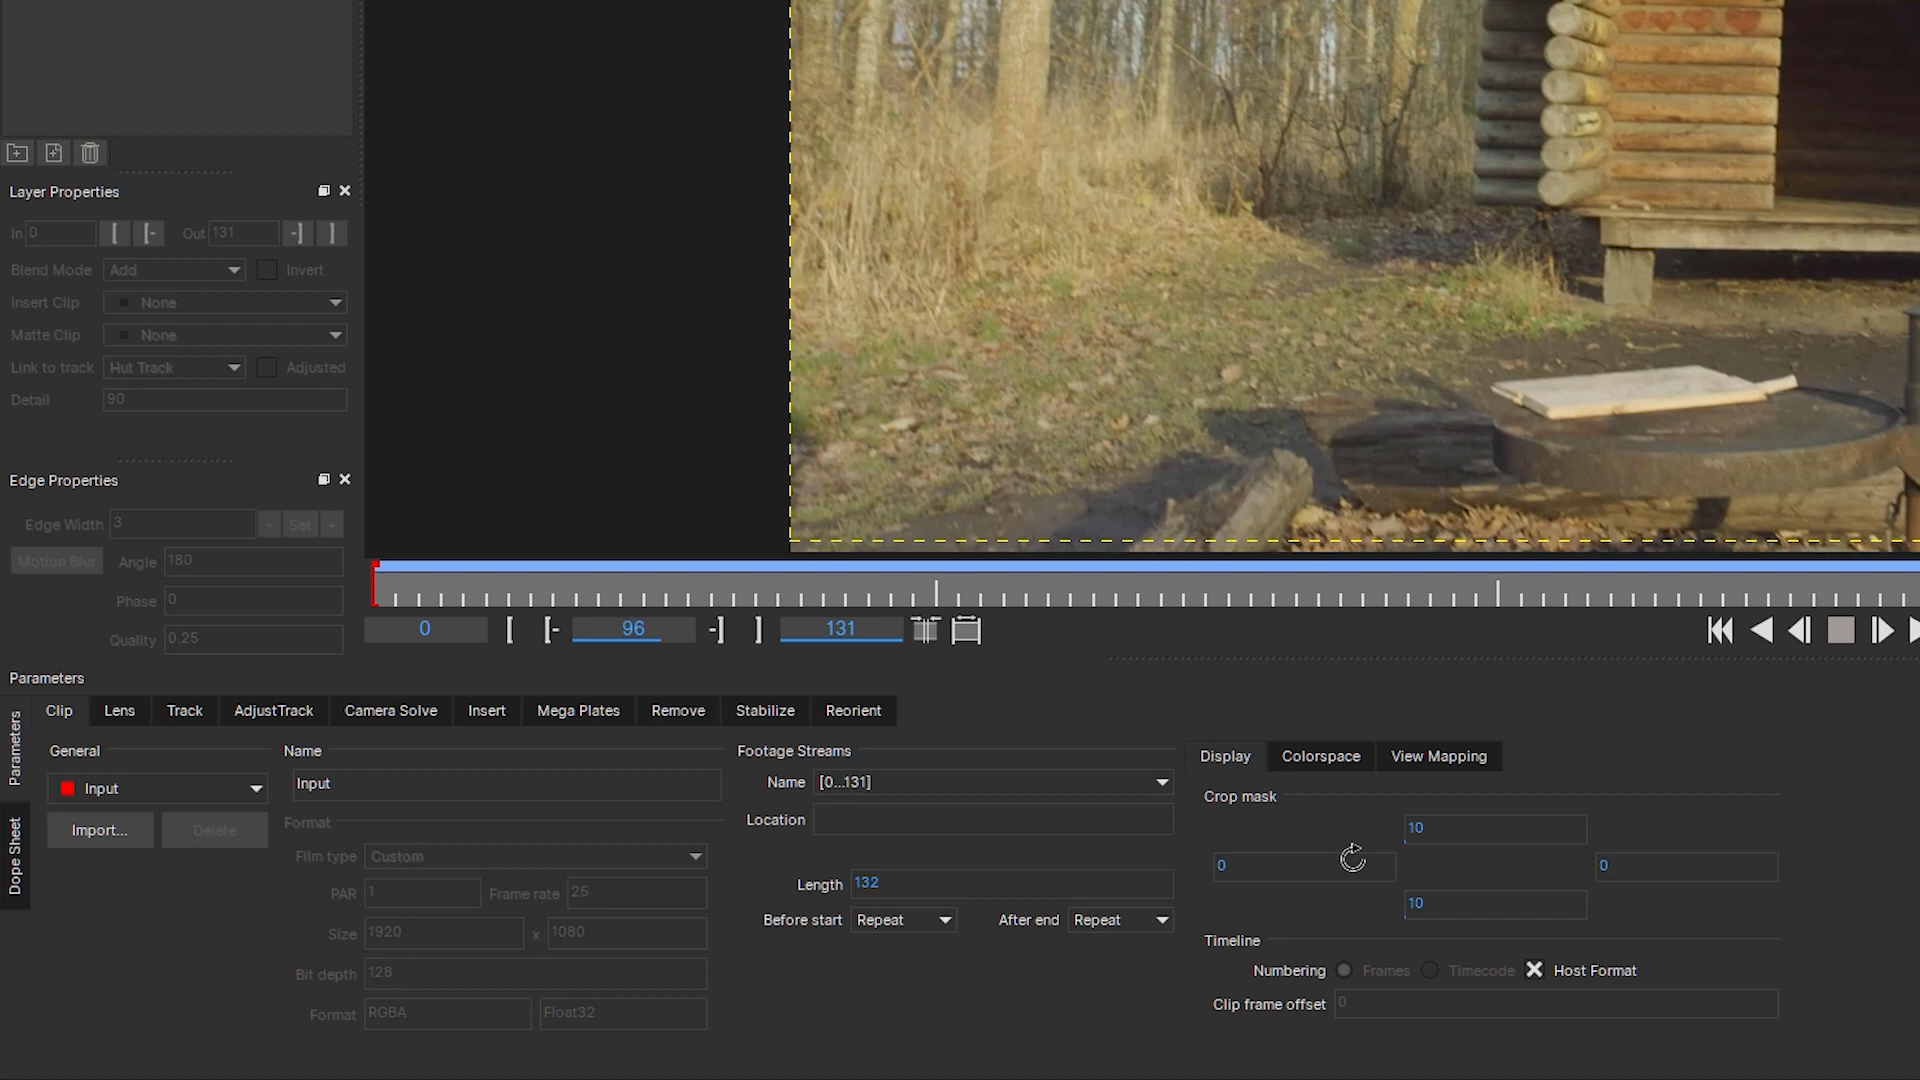 Layer Properties
In 0 [ [- Out 131 -] ]
Blend Mode Add Invert
Insert Clip None
Matte Clip None
Link to track Hut Track Adjusted
Detail 90
Edge Properties
Edge Width 3 - Set +
Motion Blur Angle 180
Phase 0
Quality 0.25
0 [ [- 96 -] ] 131
Parameters
Parameters
Dope Sheet
Clip Lens Track AdjustTrack Camera Solve Insert Mega Plates Remove Stabilize Reorient
General
Input
Import... Delete
Name
Input
Format
Film type Custom
PAR 1 Frame rate 25
Size 1920 x 1080
Bit depth 128
Format RGBA Float32
Footage Streams
Name [0...131]
Location
Length 132
Before start Repeat After end Repeat
Display Colorspace View Mapping
Crop mask
10
0 0
10
Timeline
Numbering Frames Timecode Host Format
Clip frame offset 0